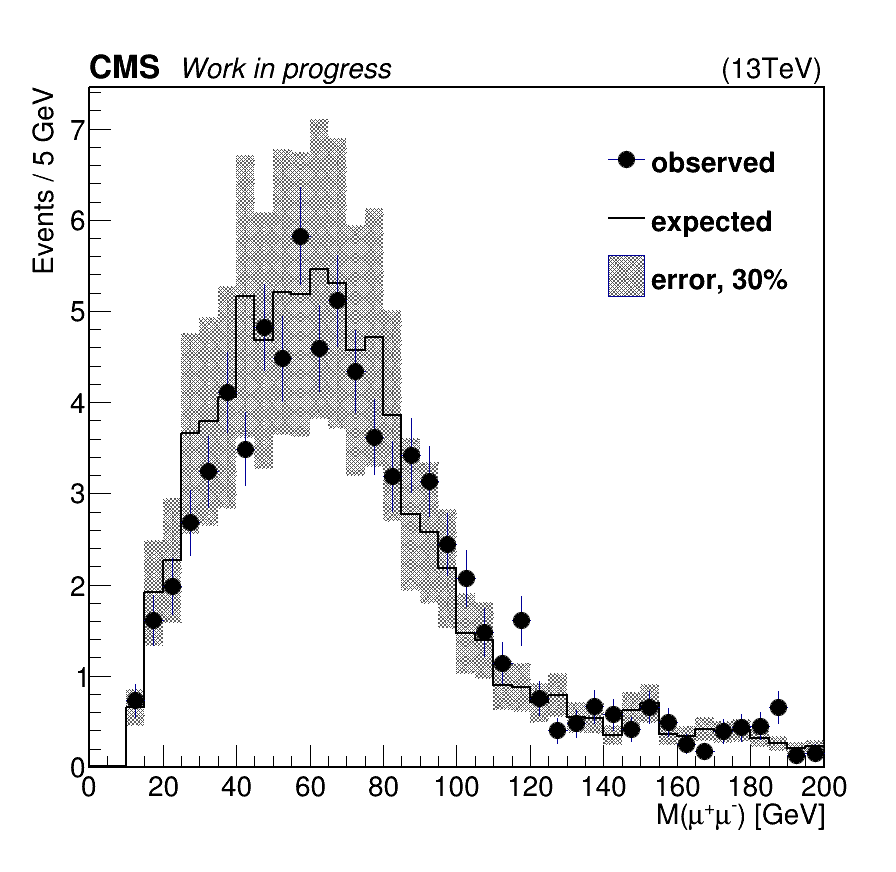 CMS Work in progress (13TeV)
Events / 5 GeV
7
6
5
4
3
2
1
0
observed
expected
error, 30%
0 20 40 60 80 100 120 140 160 180 200
M(μ⁺μ⁻) [GeV]